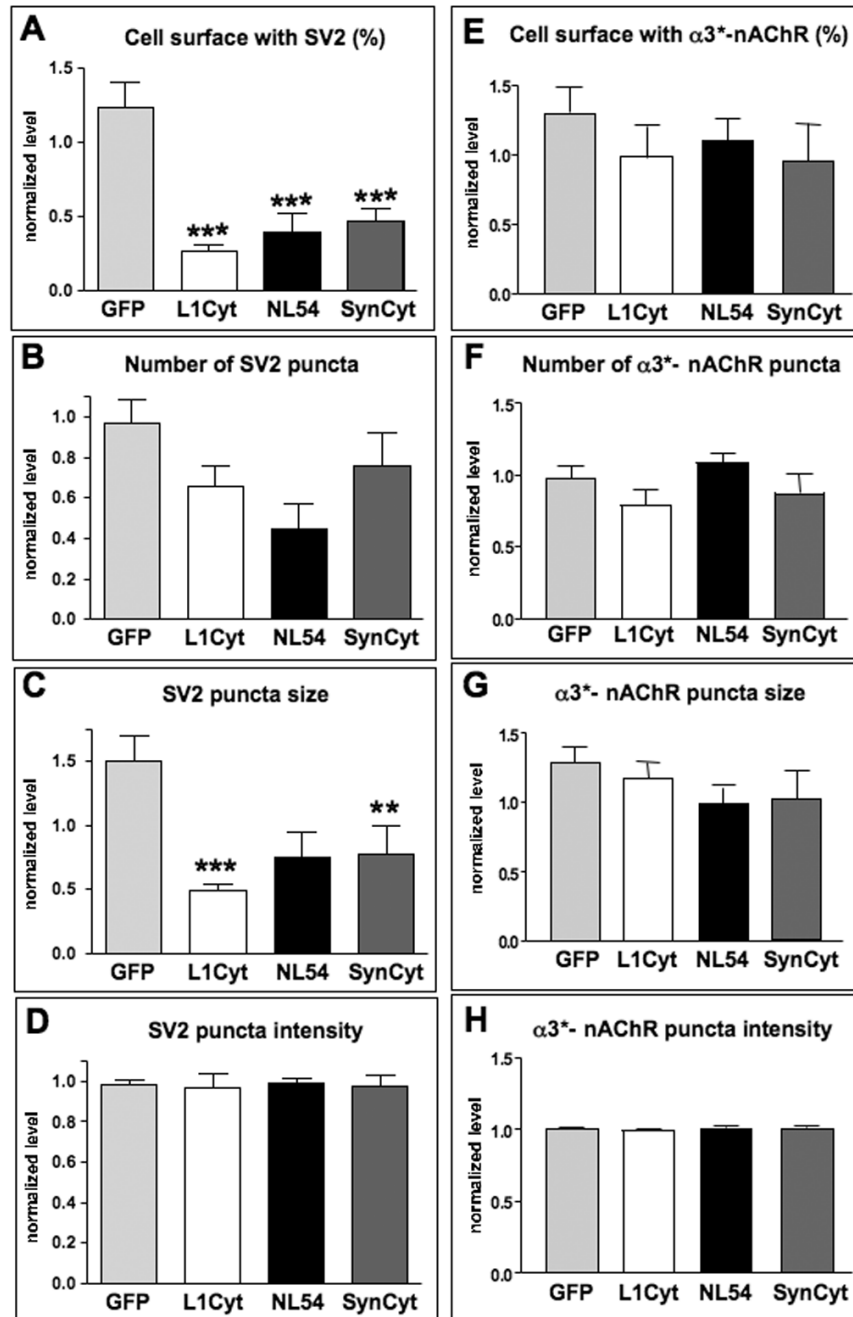 A
Cell surface with SV2 (%)
normalized level
1.5
1.0
0.5
0.0
***
***
***
GFP L1Cyt NL54 SynCyt
B
Number of SV2 puncta
normalized level
1.0
0.8
0.6
0.4
0.2
0.0
GFP L1Cyt NL54 SynCyt
C
SV2 puncta size
normalized level
1.5
1.0
0.5
0.0
***
**
GFP L1Cyt NL54 SynCyt
D
SV2 puncta intensity
normalized level
1.0
0.8
0.6
0.4
0.2
0.0
GFP L1Cyt NL54 SynCyt
E
Cell surface with α3*-nAChR (%)
normalized level
1.5
1.0
0.5
0.0
GFP L1Cyt NL54 SynCyt
F
Number of α3*- nAChR puncta
normalized level
1.5
1.0
0.5
0.0
GFP L1Cyt NL54 SynCyt
G
α3*- nAChR puncta size
normalized level
1.5
1.0
0.5
0.0
GFP L1Cyt NL54 SynCyt
H
α3*- nAChR puncta intensity
normalized level
1.5
1.0
0.5
0.0
GFP L1Cyt NL54 SynCyt